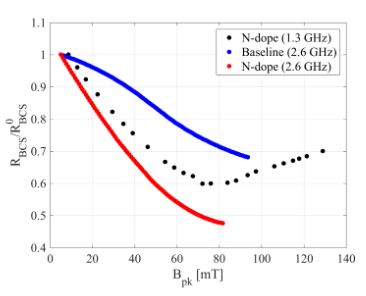 1.1
1
0.9
0.8
0.7
0.6
0.5
0.4
0 20 40 60 80 100 120 140
R_BCS/R^0_BCS
B_pk [mT]
N-dope (1.3 GHz)
Baseline (2.6 GHz)
N-dope (2.6 GHz)